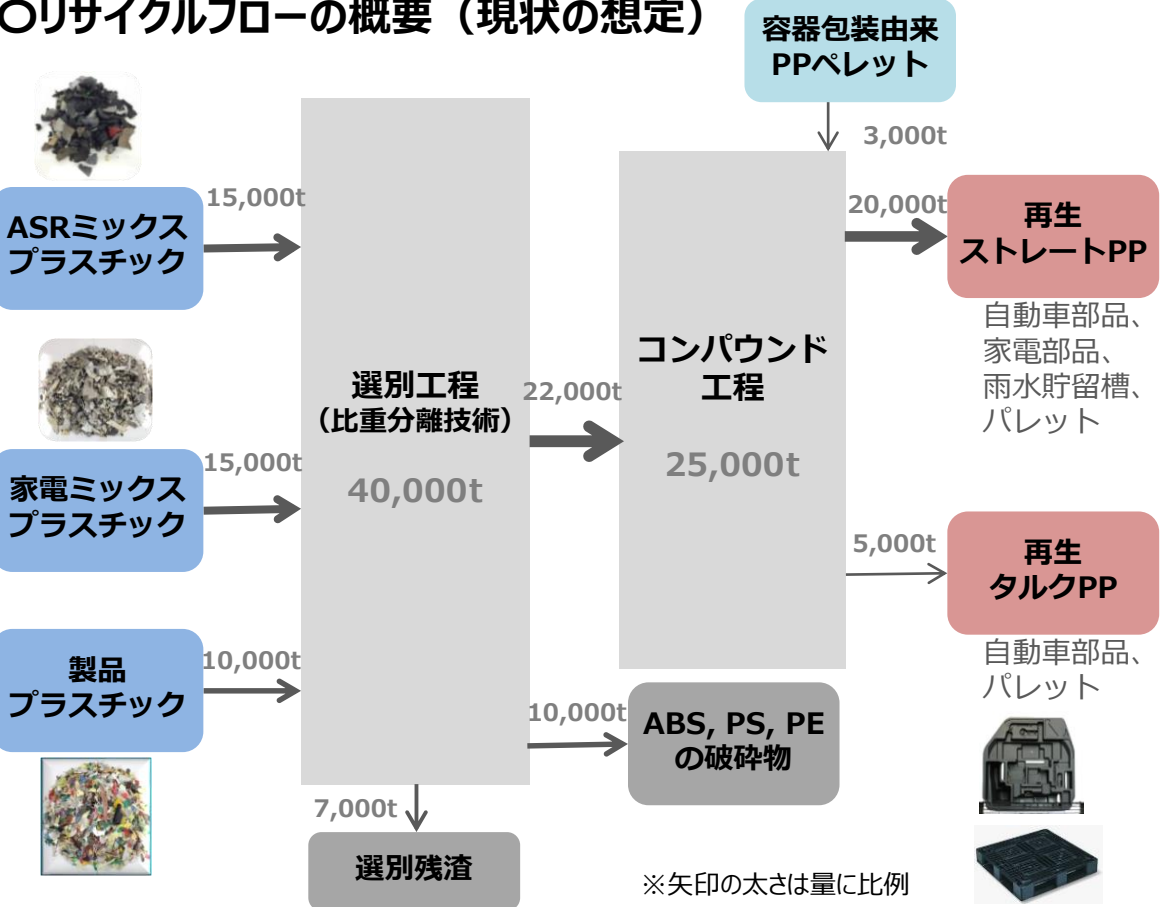 〇リサイクルフローの概要（現状の想定）
容器包装由来
PPペレット
3,000t
ASRミックス
プラスチック
15,000t
家電ミックス
プラスチック
15,000t
製品
プラスチック
10,000t
選別工程
（比重分離技術）
40,000t
22,000t
10,000t
7,000t
選別残渣
ABS, PS, PE
の破砕物
コンパウンド
工程
25,000t
20,000t
再生
ストレートPP
自動車部品、
家電部品、
雨水貯留槽、
パレット
5,000t
再生
タルクPP
自動車部品、
パレット
※矢印の太さは量に比例